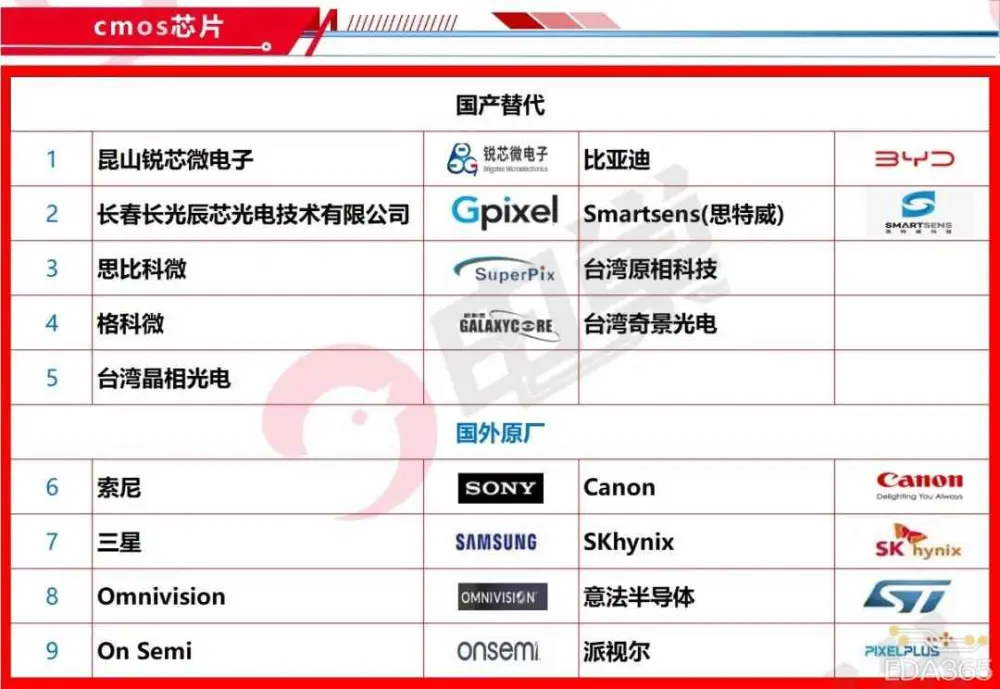 cmos芯片
国产替代
1 昆山锐芯微电子 锐芯微电子 Brigates Microelectronics 比亚迪 BYD
2 长春长光辰芯光电技术有限公司 Gpixel Smartsens(思特威) SMARTSENS 思特威科技
3 思比科微 SuperPix 台湾原相科技
4 格科微 GALAXYCORE 台湾奇景光电
5 台湾晶相光电
国外原厂
6 索尼 SONY Canon Canon Delighting You Always
7 三星 SAMSUNG SKhynix SK hynix
8 Omnivision OMNIVISION 意法半导体 ST
9 On Semi onsemi 派视尔 PIXELPLUS
EDA365